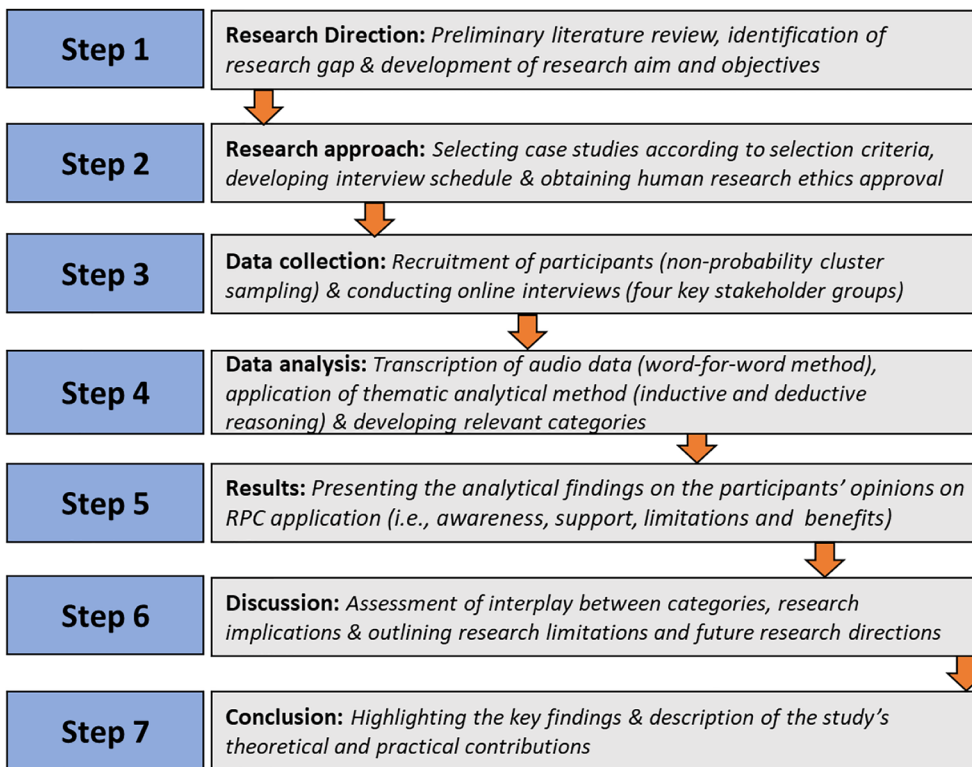 Step 1
Research Direction: Preliminary literature review, identification of
research gap & development of research aim and objectives
Step 2
Research approach: Selecting case studies according to selection criteria,
developing interview schedule & obtaining human research ethics approval
Step 3
Data collection: Recruitment of participants (non-probability cluster
sampling) & conducting online interviews (four key stakeholder groups)
Step 4
Data analysis: Transcription of audio data (word-for-word method),
application of thematic analytical method (inductive and deductive
reasoning) & developing relevant categories
Step 5
Results: Presenting the analytical findings on the participants' opinions on
RPC application (i.e., awareness, support, limitations and benefits)
Step 6
Discussion: Assessment of interplay between categories, research
implications & outlining research limitations and future research directions
Step 7
Conclusion: Highlighting the key findings & description of the study's
theoretical and practical contributions